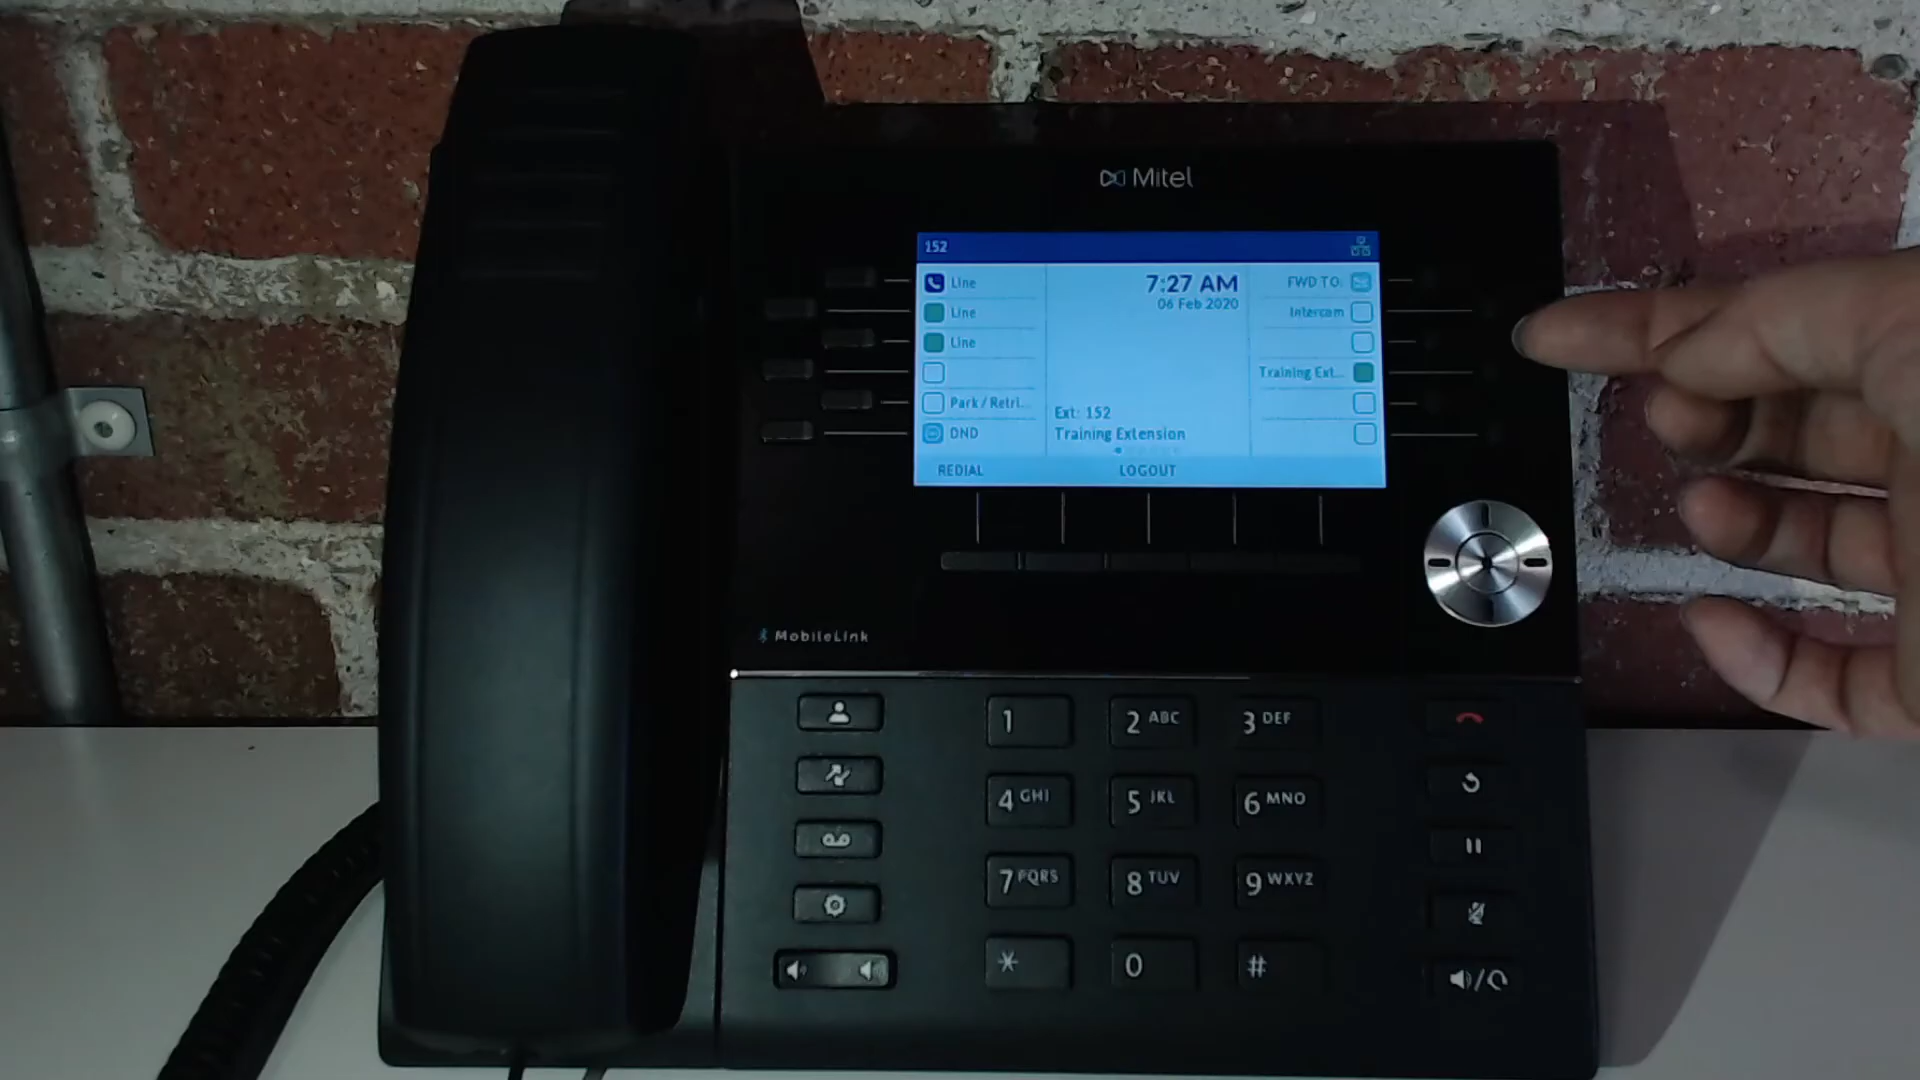 Mitel
152
Line
7:27 AM
FWD TO:
06 Feb 2020
Line
Intercom
Line
Training Ext...
Park / Retri...
Ext: 152
DND
Training Extension
REDIAL
LOGOUT
MobileLink
1
2 ABC
3 DEF
4 GHI
5 JKL
6 MNO
7 PQRS
8 TUV
9 WXYZ
*
0
#